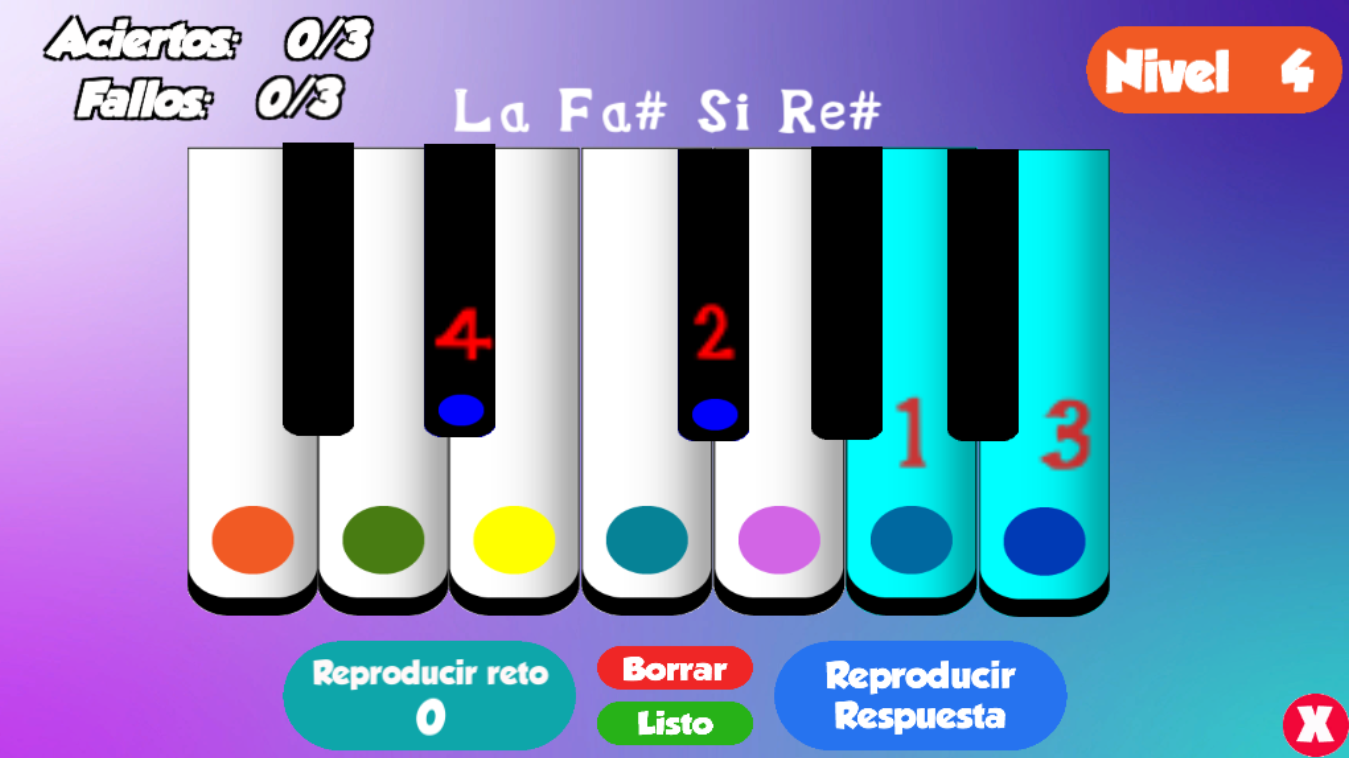 Aciertos: 0/3
Fallos: 0/3
Nivel 4
La Fa# Si Re#
4
2
1
3
Reproducir reto
0
Borrar
Listo
Reproducir
Respuesta
X